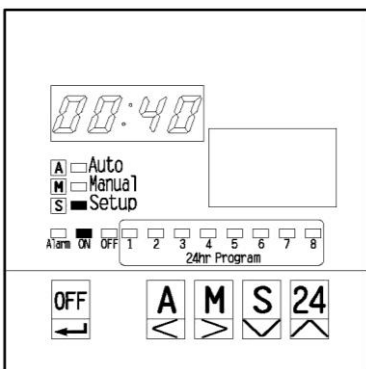 00:40
A Auto
M Manual
S Setup
Alarm ON OFF 1 2 3 4 5 6 7 8
24hr Program
OFF A M S 24